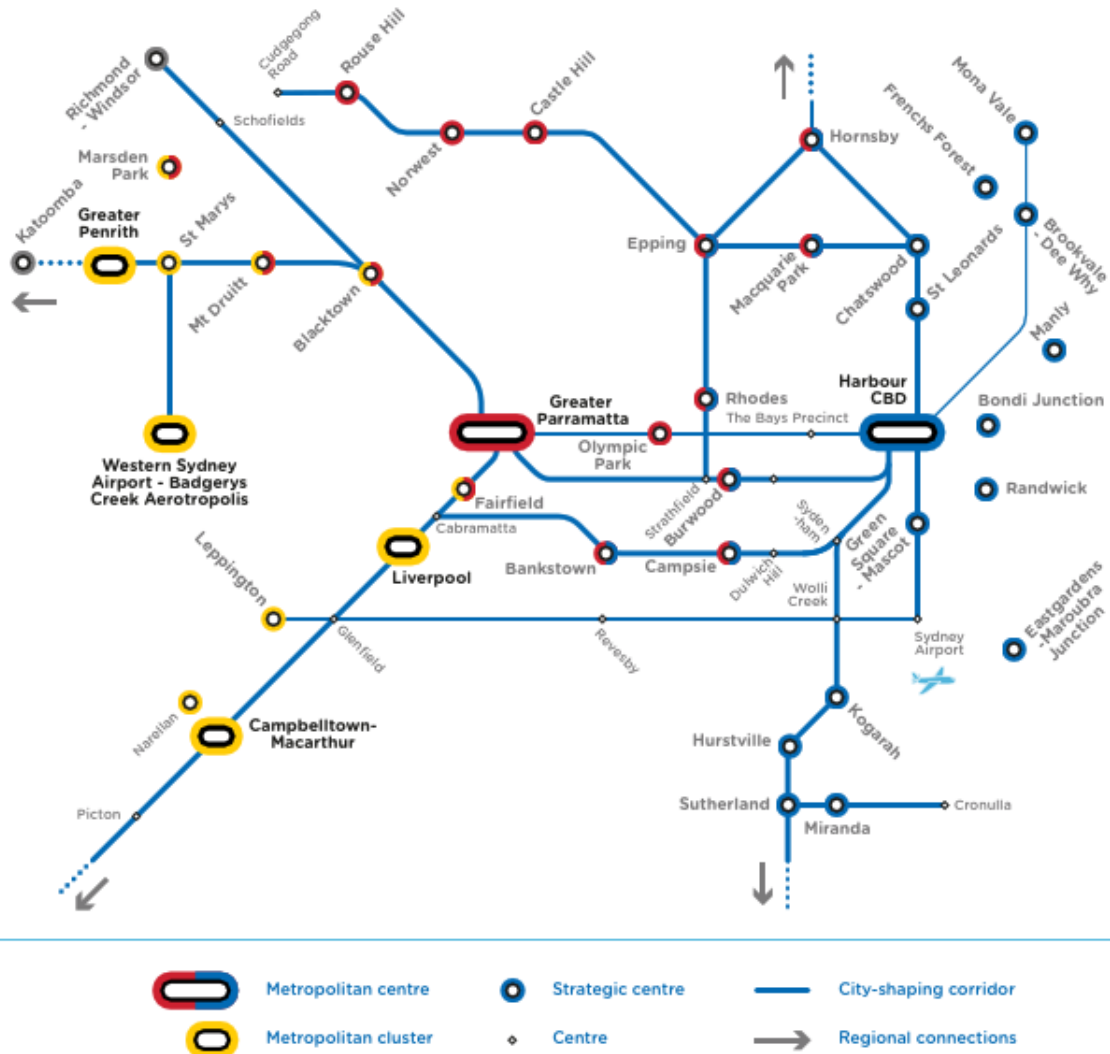 Cudgegong
Road
Rouse Hill
Castle Hill
Norwest
Richmond
- Windsor
Schofields
Marsden
Park
Katoomba
Greater
Penrith
St Marys
Mt Druitt
Blacktown
Hornsby
Mona Vale
Frenchs Forest
Epping
Macquarie
Park
Chatswood
St Leonards
Brookvale
- Dee Why
Manly
Western Sydney
Airport - Badgerys
Creek Aerotropolis
Greater
Parramatta
Rhodes
Olympic
Park
The Bays Precinct
Harbour
CBD
Bondi Junction
Randwick
Fairfield
Cabramatta
Strathfield
Burwood
Syden
-ham
Green
Square
- Mascot
Liverpool
Bankstown
Campsie
Dulwich
Hill
Wolli
Creek
Leppington
Glenfield
Revesby
Sydney
Airport
Eastgardens
-Maroubra
Junction
Narellan
Campbelltown-
Macarthur
Kogarah
Hurstville
Picton
Sutherland
Miranda
Cronulla
Metropolitan centre
Strategic centre
City-shaping corridor
Metropolitan cluster
Centre
Regional connections